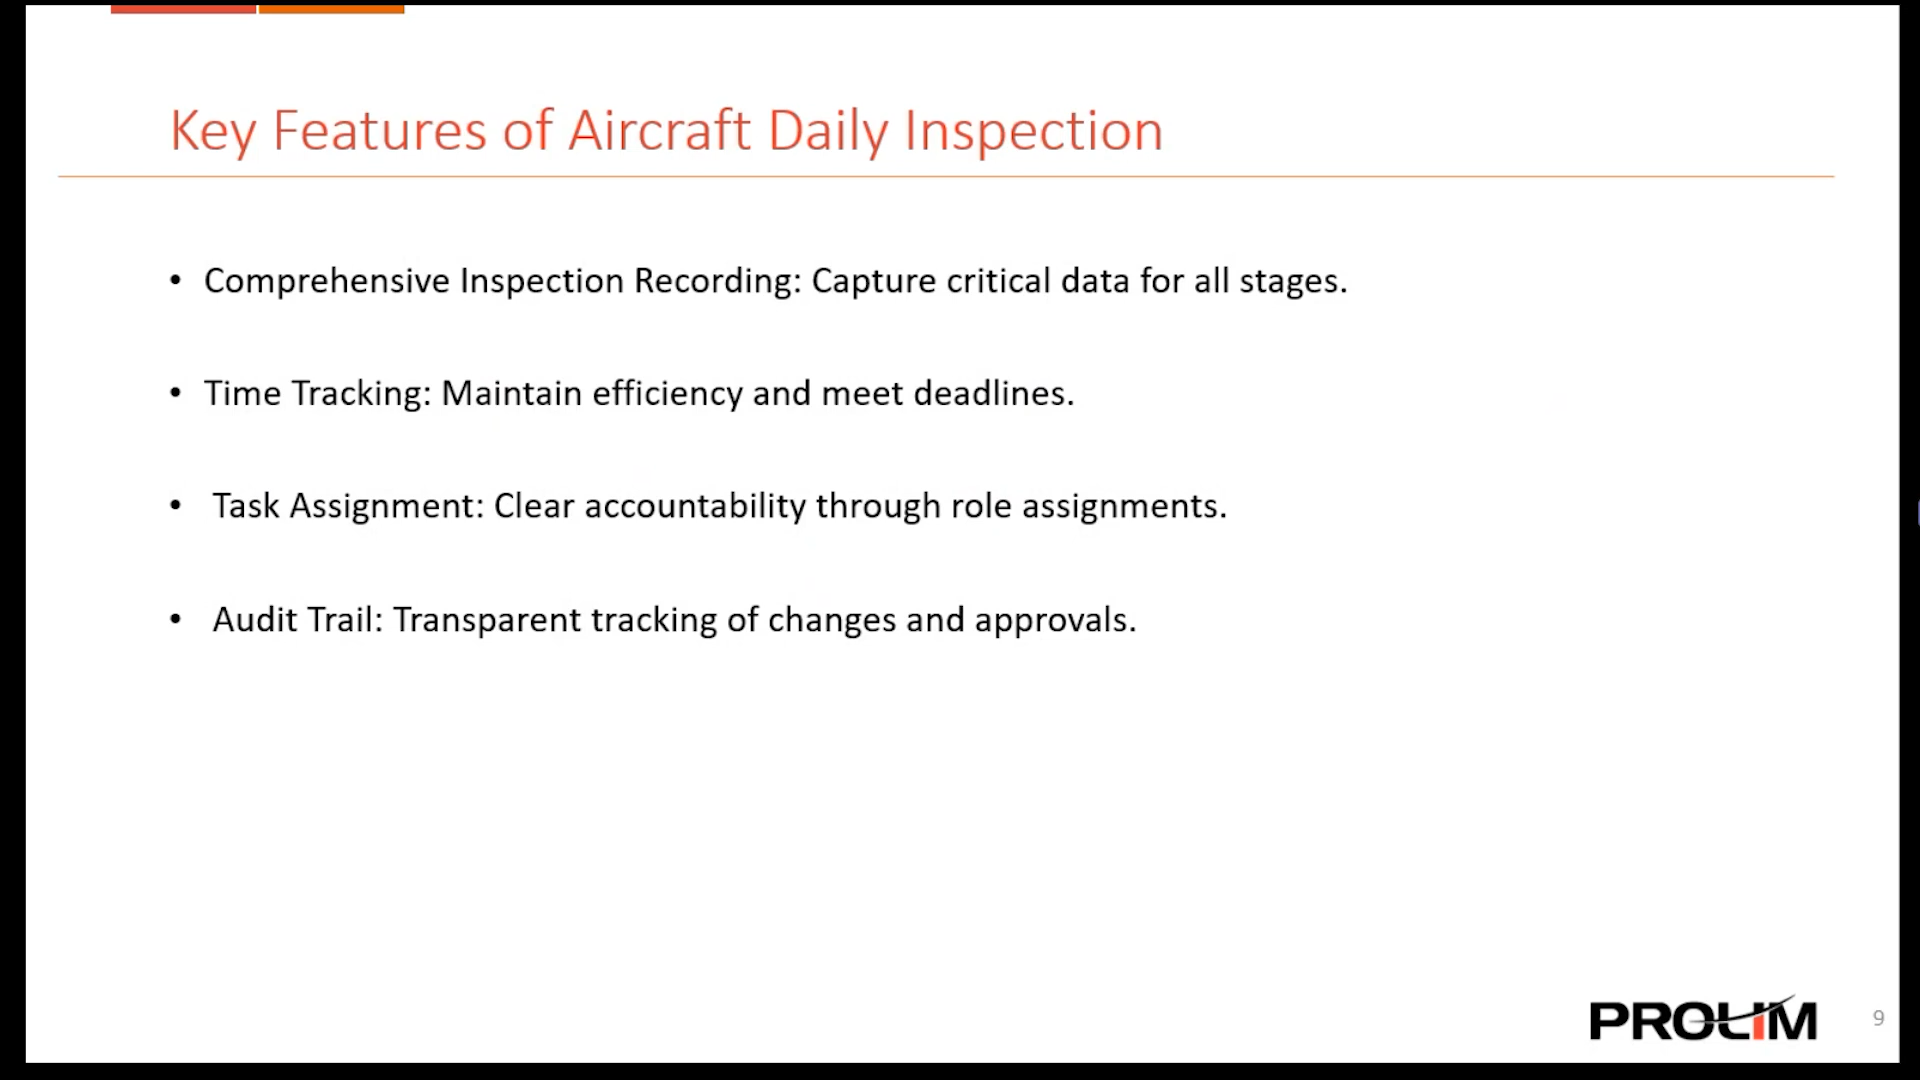 Key Features of Aircraft Daily Inspection
• Comprehensive Inspection Recording: Capture critical data for all stages.
• Time Tracking: Maintain efficiency and meet deadlines.
• Task Assignment: Clear accountability through role assignments.
• Audit Trail: Transparent tracking of changes and approvals.
PROLIM
9